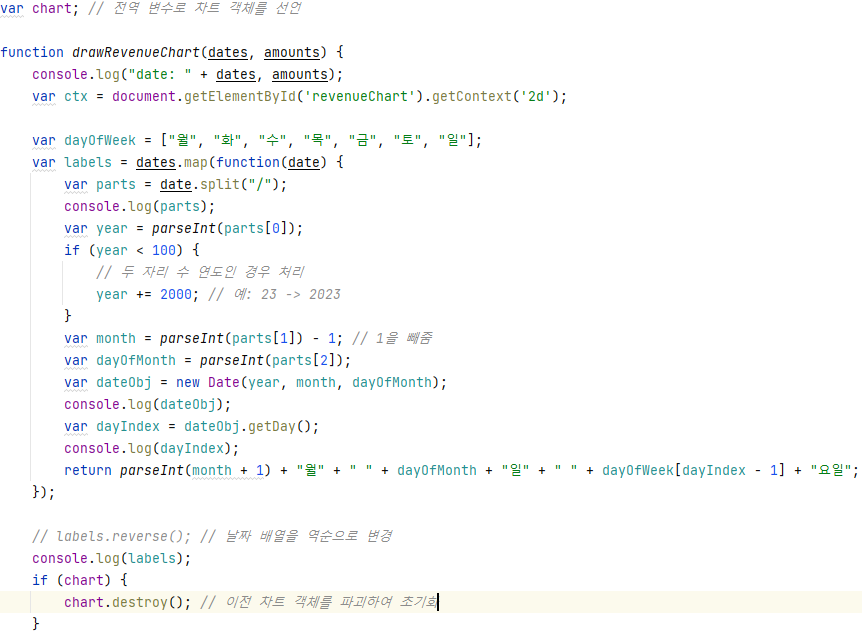 var chart; // 전역 변수로 차트 객체를 선언
function drawRevenueChart(dates, amounts) {
console.log("date: " + dates, amounts);
var ctx = document.getElementById('revenueChart').getContext('2d');
var dayOfWeek = ["월", "화", "수", "목", "금", "토", "일"];
var labels = dates.map(function(date) {
var parts = date.split("/");
console.log(parts);
var year = parseInt(parts[0]);
if (year < 100) {
// 두 자리 수 연도인 경우 처리
year += 2000; // 예: 23 -> 2023
}
var month = parseInt(parts[1]) - 1; // 1을 빼줌
var dayOfMonth = parseInt(parts[2]);
var dateObj = new Date(year, month, dayOfMonth);
console.log(dateObj);
var dayIndex = dateObj.getDay();
console.log(dayIndex);
return parseInt(month + 1) + "월" + " " + dayOfMonth + "일" + " " + dayOfWeek[dayIndex - 1] + "요일";
});
// labels.reverse(); // 날짜 배열을 역순으로 변경
console.log(labels);
if (chart) {
chart.destroy(); // 이전 차트 객체를 파괴하여 초기화
}